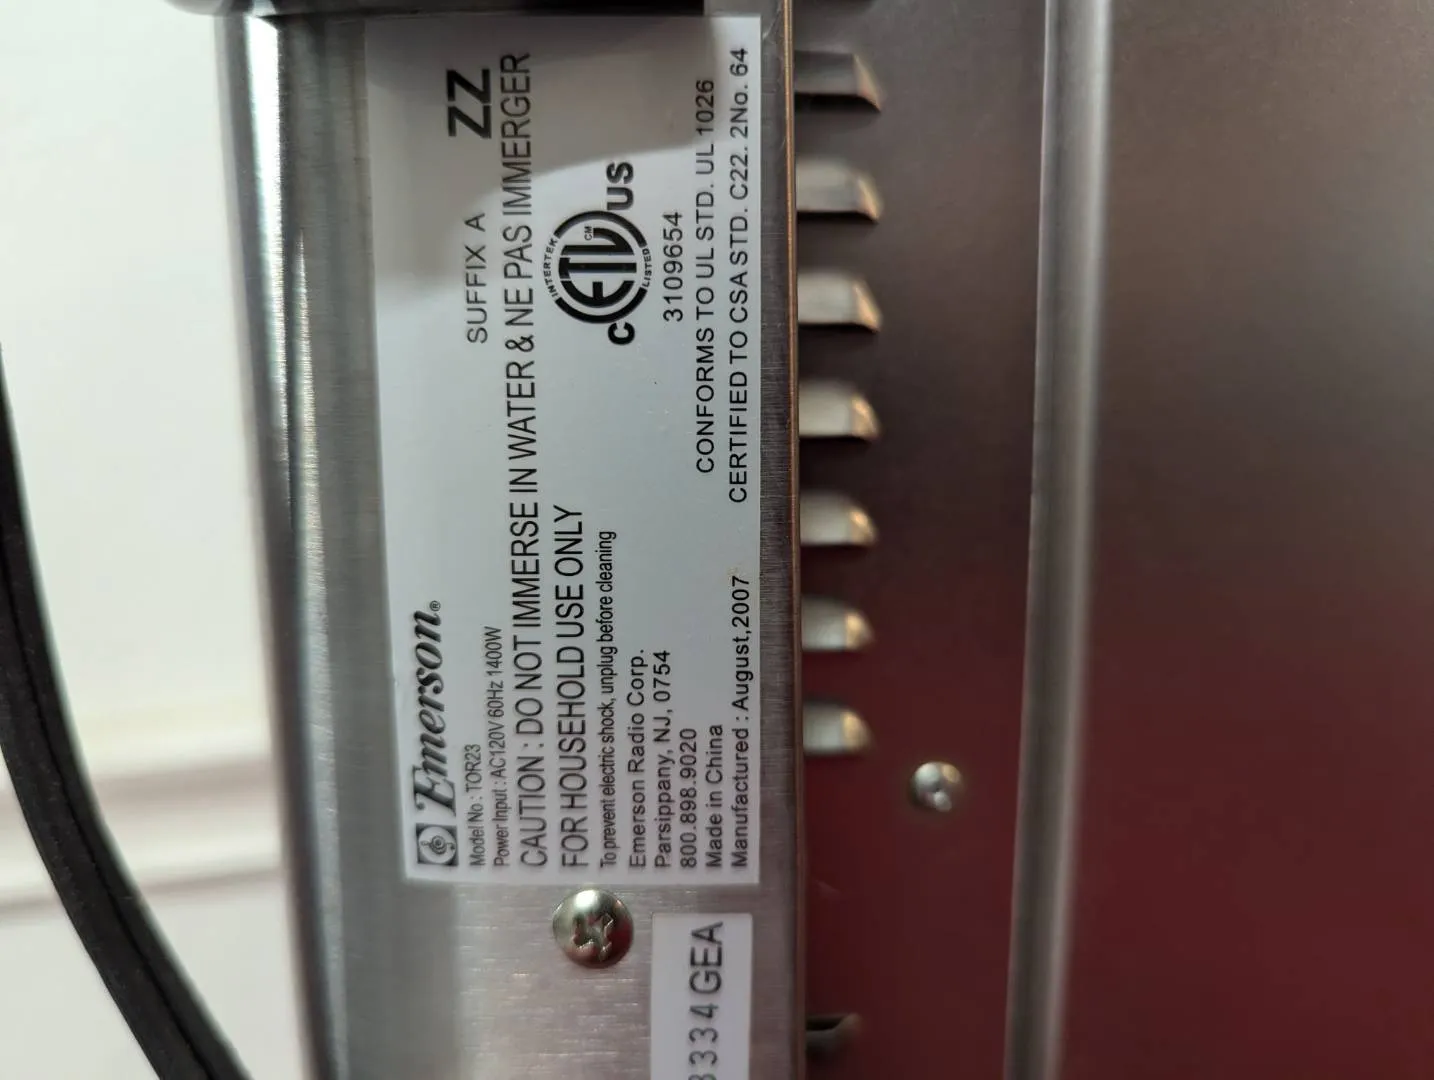 Emerson®
Model No : TOR23
SUFFIX A
ZZ
Power Input : AC120V 60Hz 1400W
CAUTION : DO NOT IMMERSE IN WATER & NE PAS IMMERGER
FOR HOUSEHOLD USE ONLY
To prevent electric shock, unplug before cleaning
Emerson Radio Corp.
Parsippany, NJ, 0754
800.898.9020
Made in China
Manufactured : August,2007
INTERTEK
c ETL CM us
LISTED
3109654
CONFORMS TO UL STD. UL 1026
CERTIFIED TO CSA STD. C22. 2No. 64
3334GEA